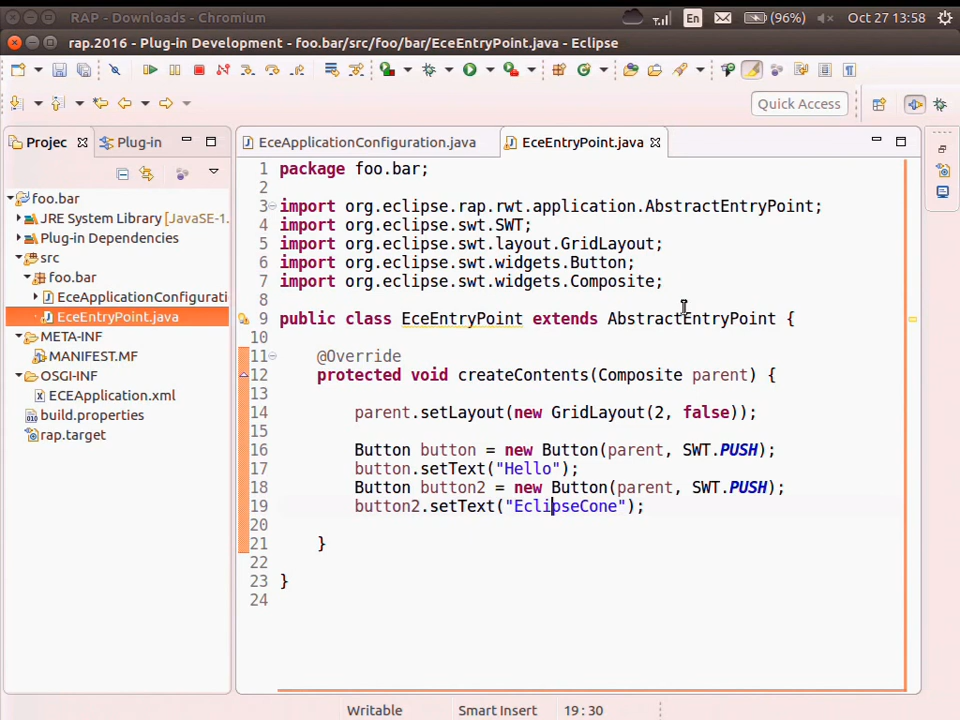 RAP - Downloads - Chromium
En
(96%)
Oct 27 13:58
rap.2016 - Plug-in Development - foo.bar/src/foo/bar/EceEntryPoint.java - Eclipse
Quick Access
Projec
Plug-in
foo.bar
JRE System Library [JavaSE-1.
Plug-in Dependencies
src
foo.bar
EceApplicationConfigurati
EceEntryPoint.java
META-INF
MANIFEST.MF
OSGI-INF
ECEApplication.xml
build.properties
rap.target
EceApplicationConfiguration.java
EceEntryPoint.java
1 package foo.bar;
2
3 import org.eclipse.rap.rwt.application.AbstractEntryPoint;
4 import org.eclipse.swt.SWT;
5 import org.eclipse.swt.layout.GridLayout;
6 import org.eclipse.swt.widgets.Button;
7 import org.eclipse.swt.widgets.Composite;
8
9 public class EceEntryPoint extends AbstractEntryPoint {
10
11 @Override
12 protected void createContents(Composite parent) {
13
14 parent.setLayout(new GridLayout(2, false));
15
16 Button button = new Button(parent, SWT.PUSH);
17 button.setText("Hello");
18 Button button2 = new Button(parent, SWT.PUSH);
19 button2.setText("EclipseCone");
20
21 }
22
23 }
24
Writable
Smart Insert
19:30